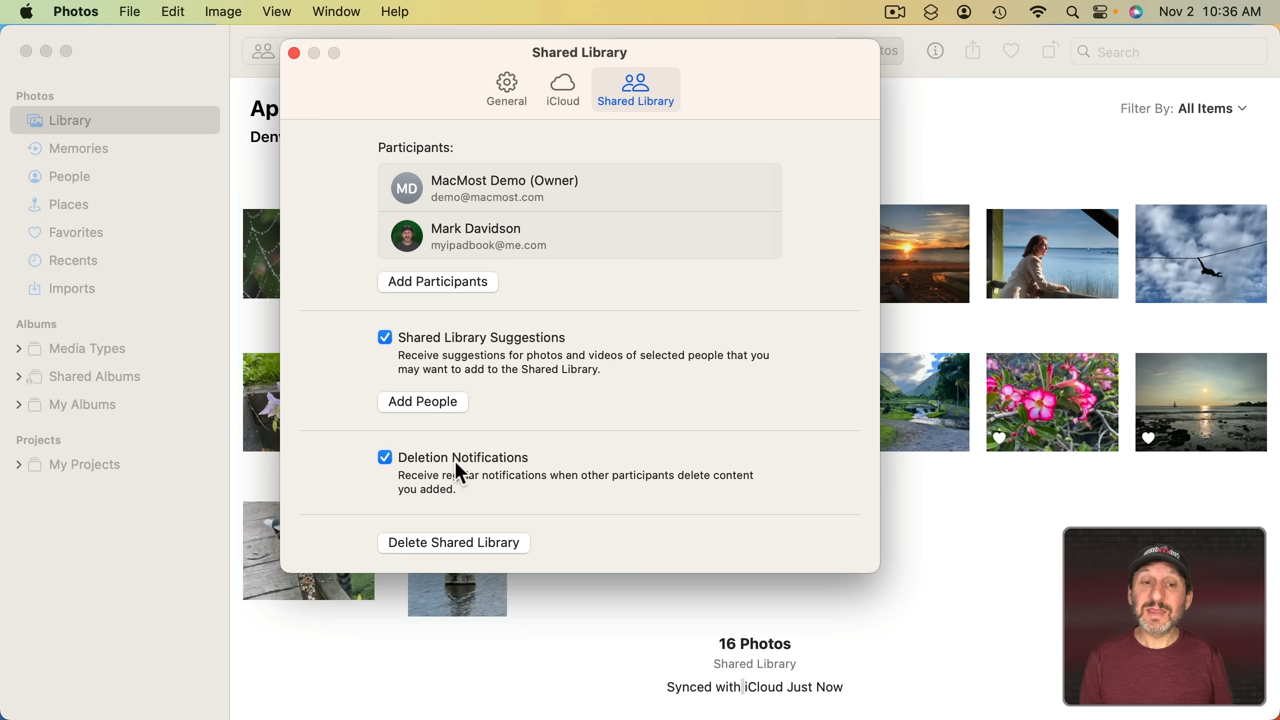 Photos File Edit Image View Window Help Nov 2 10:36 AM
Shared Library
tos
Search
General
iCloud
Shared Library
Photos
Library
Memories
People
Places
Favorites
Recents
Imports
Albums
Media Types
Shared Albums
My Albums
Projects
My Projects
Ap
Den
Filter By: All Items
Participants:
MD
MacMost Demo (Owner)
demo@macmost.com
Mark Davidson
myipadbook@me.com
Add Participants
Shared Library Suggestions
Receive suggestions for photos and videos of selected people that you
may want to add to the Shared Library.
Add People
Deletion Notifications
Receive re ar notifications when other participants delete content
you added.
Delete Shared Library
16 Photos
Shared Library
Synced with iCloud Just Now